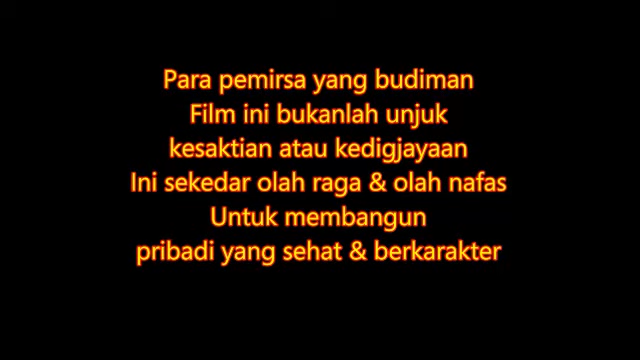 Para pemirsa yang budiman
Film ini bukanlah unjuk
kesaktian atau kedigjayaan
Ini sekedar olah raga & olah nafas
Untuk membangun
pribadi yang sehat & berkarakter